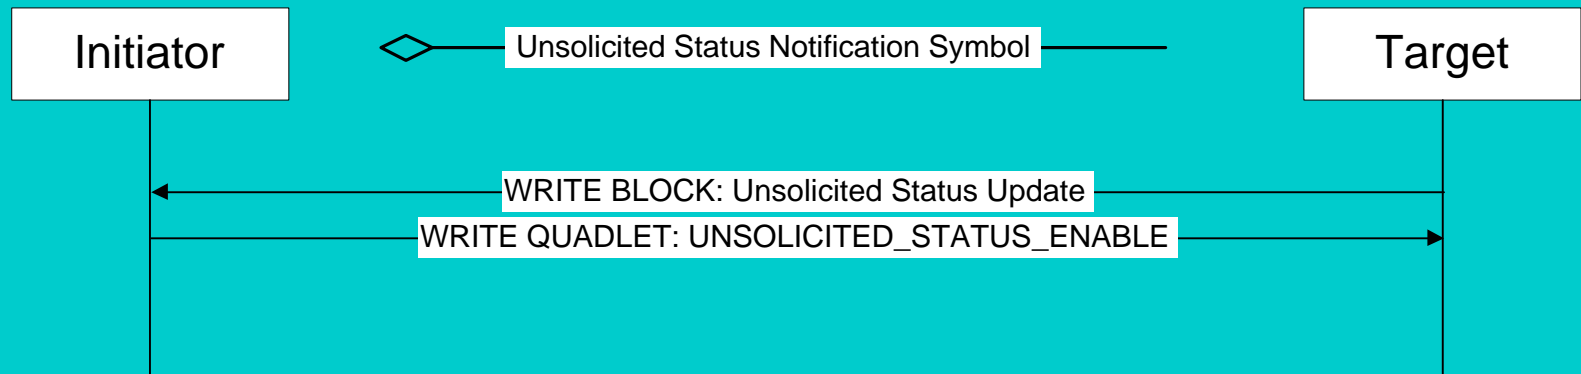 Initiator
Unsolicited Status Notification Symbol
Target
WRITE BLOCK: Unsolicited Status Update
WRITE QUADLET: UNSOLICITED_STATUS_ENABLE